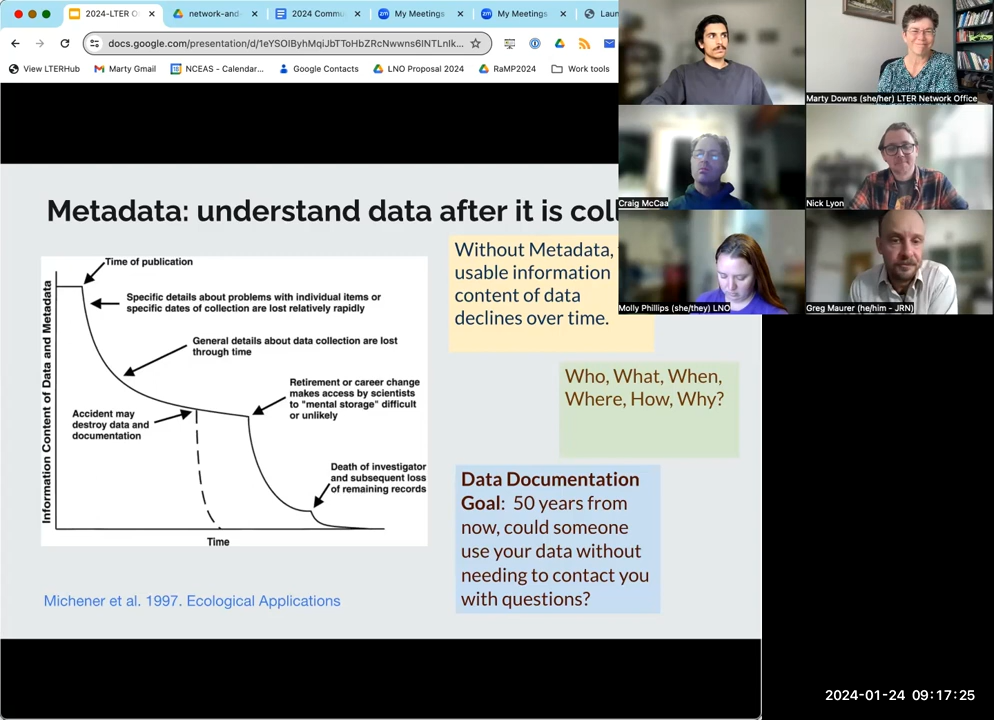 2024-LTER O
network-and-
2024 Commu
My Meetings
My Meetings
Laun
docs.google.com/presentation/d/1eYSOIByhMqiJbTToHbZRcNwwns6INTLnlk...
View LTERHub
Marty Gmail
NCEAS - Calendar...
Google Contacts
LNO Proposal 2024
RaMP2024
Work tools
Marty Downs (she/her) LTER Network Office
Craig McCaa
Nick Lyon
Molly Phillips (she/they) LNO
Greg Maurer (he/him - JRN)
Metadata: understand data after it is coll
Information Content of Data and Metadata
Time of publication
Specific details about problems with individual items or
specific dates of collection are lost relatively rapidly
General details about data collection are lost
through time
Retirement or career change
makes access by scientists
to "mental storage" difficult
or unlikely
Accident may
destroy data and
documentation
Death of investigator
and subsequent loss
of remaining records
Time
Michener et al. 1997. Ecological Applications
Without Metadata,
usable information
content of data
declines over time.
Who, What, When,
Where, How, Why?
Data Documentation
Goal: 50 years from
now, could someone
use your data without
needing to contact you
with questions?
2024-01-24 09:17:25